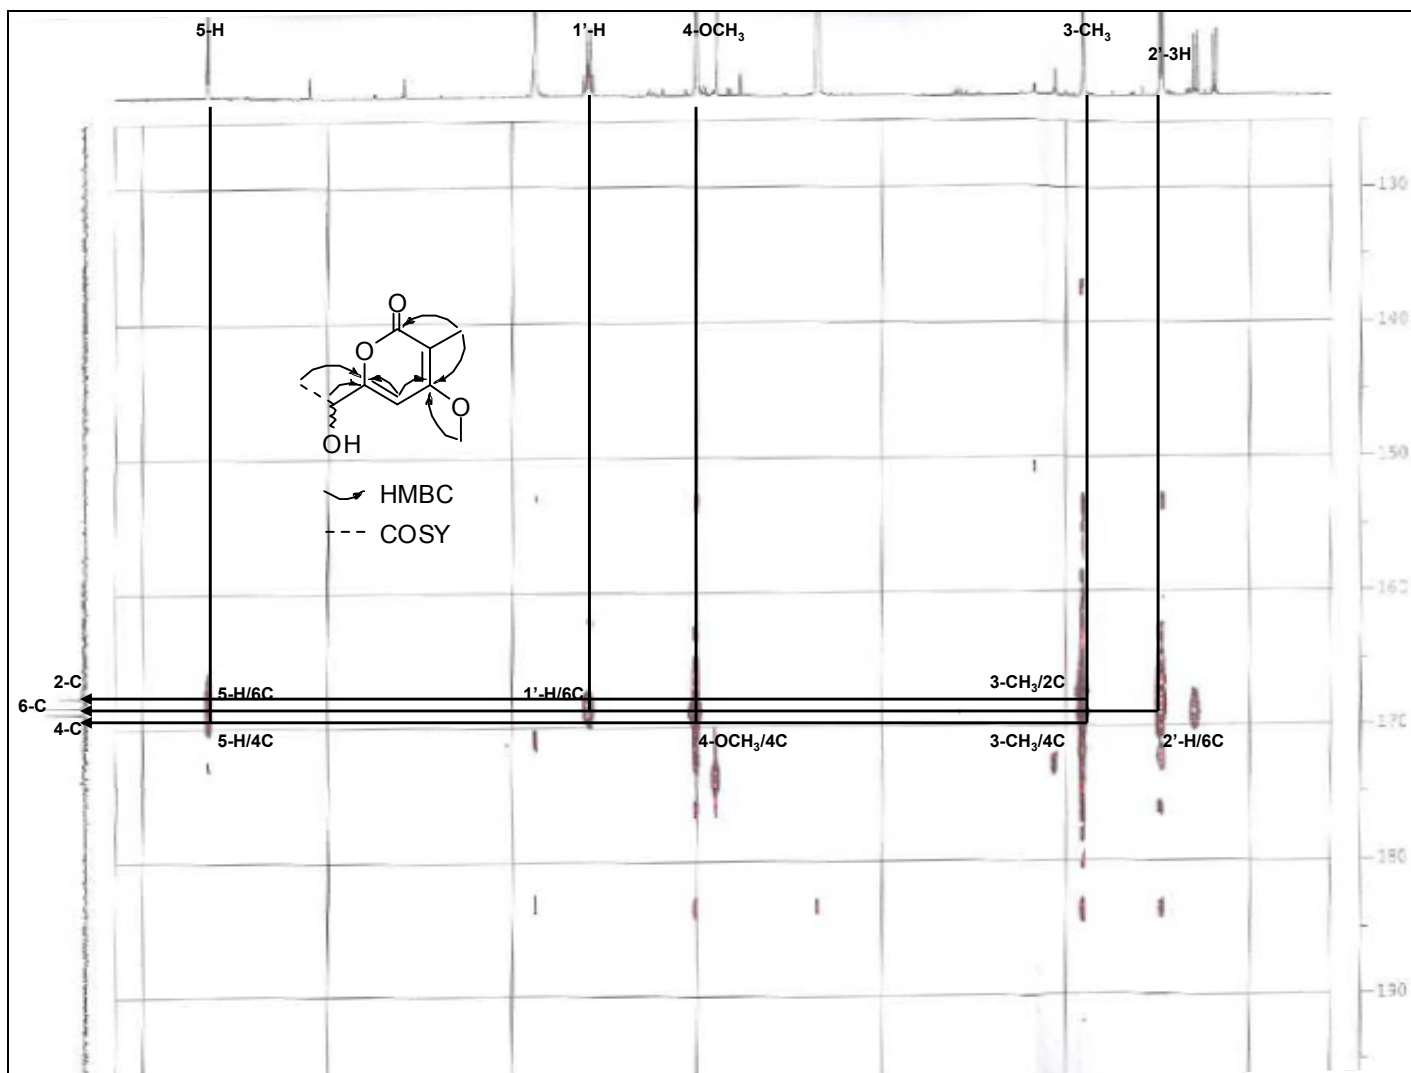 5-H 1'-H 4-OCH₃ 3-CH₃
2'-3H
130
O
140
O
O
OH
150
HMBC
COSY
160
2-C 5-H/6C 1'-H/6C 3-CH₃/2C
6-C
4-C 5-H/4C 4-OCH₃/4C 3-CH₃/4C 2'-H/6C
170
180
190